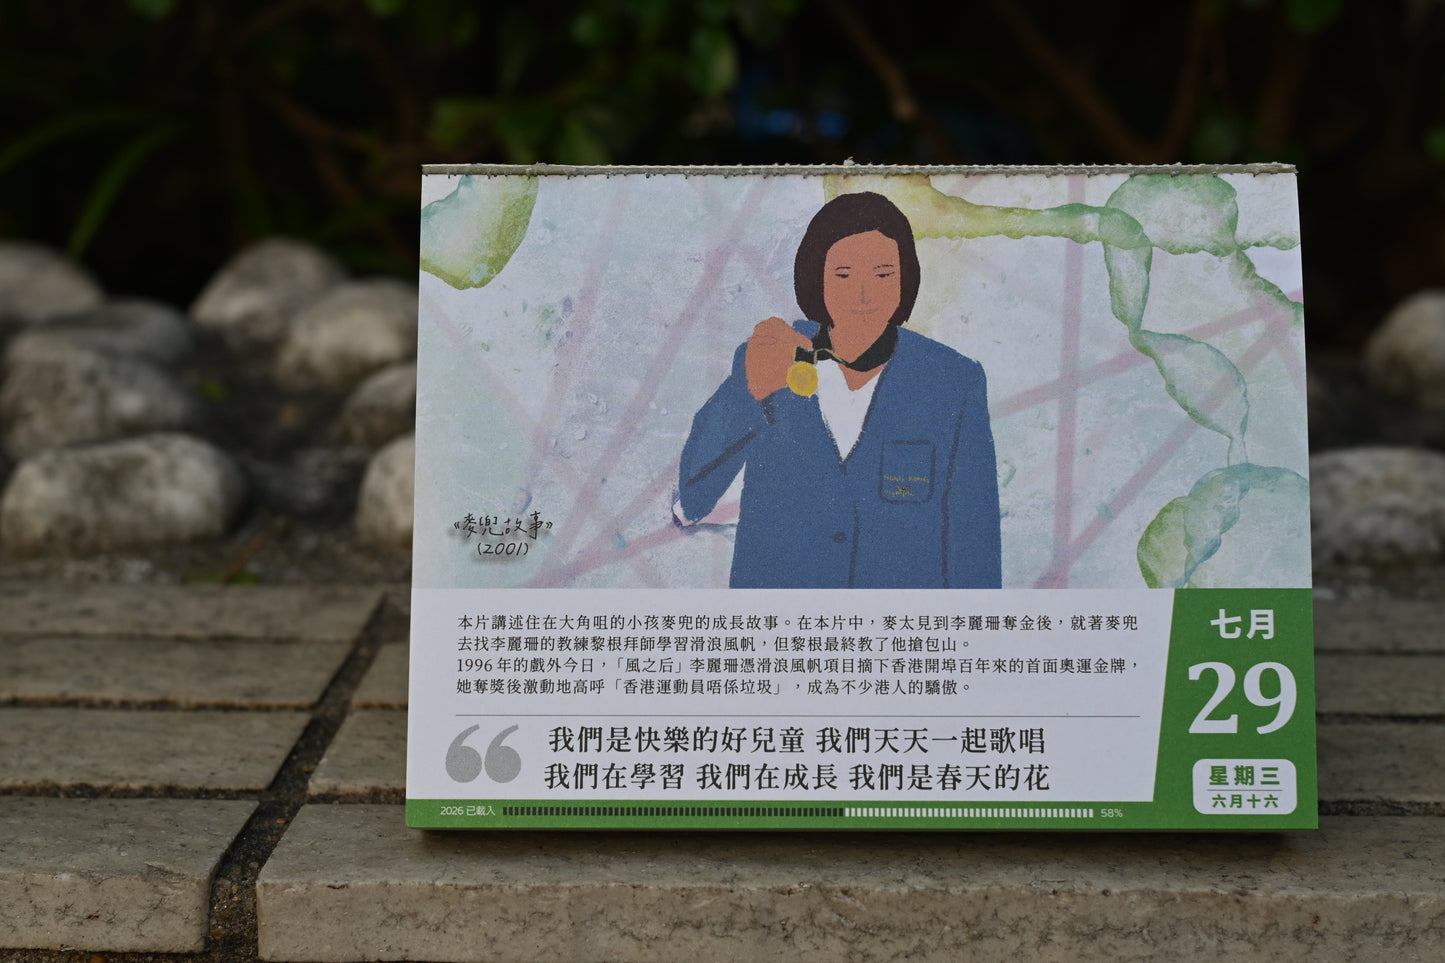 HONG KONG
《麥兜故事》
(2001)
本片講述住在大角咀的小孩麥兜的成長故事。在本片中，麥太見到李麗珊奪金後，就著麥兜
去找李麗珊的教練黎根拜師學習滑浪風帆，但黎根最終教了他搶包山。
1996 年的戲外今日，「風之后」李麗珊憑滑浪風帆項目摘下香港開埠百年來的首面奧運金牌，
她奪獎後激動地高呼「香港運動員唔係垃圾」，成為不少港人的驕傲。
我們是快樂的好兒童 我們天天一起歌唱
我們在學習 我們在成長 我們是春天的花
七月
29
星期三
六月十六
2026 已載入
58%